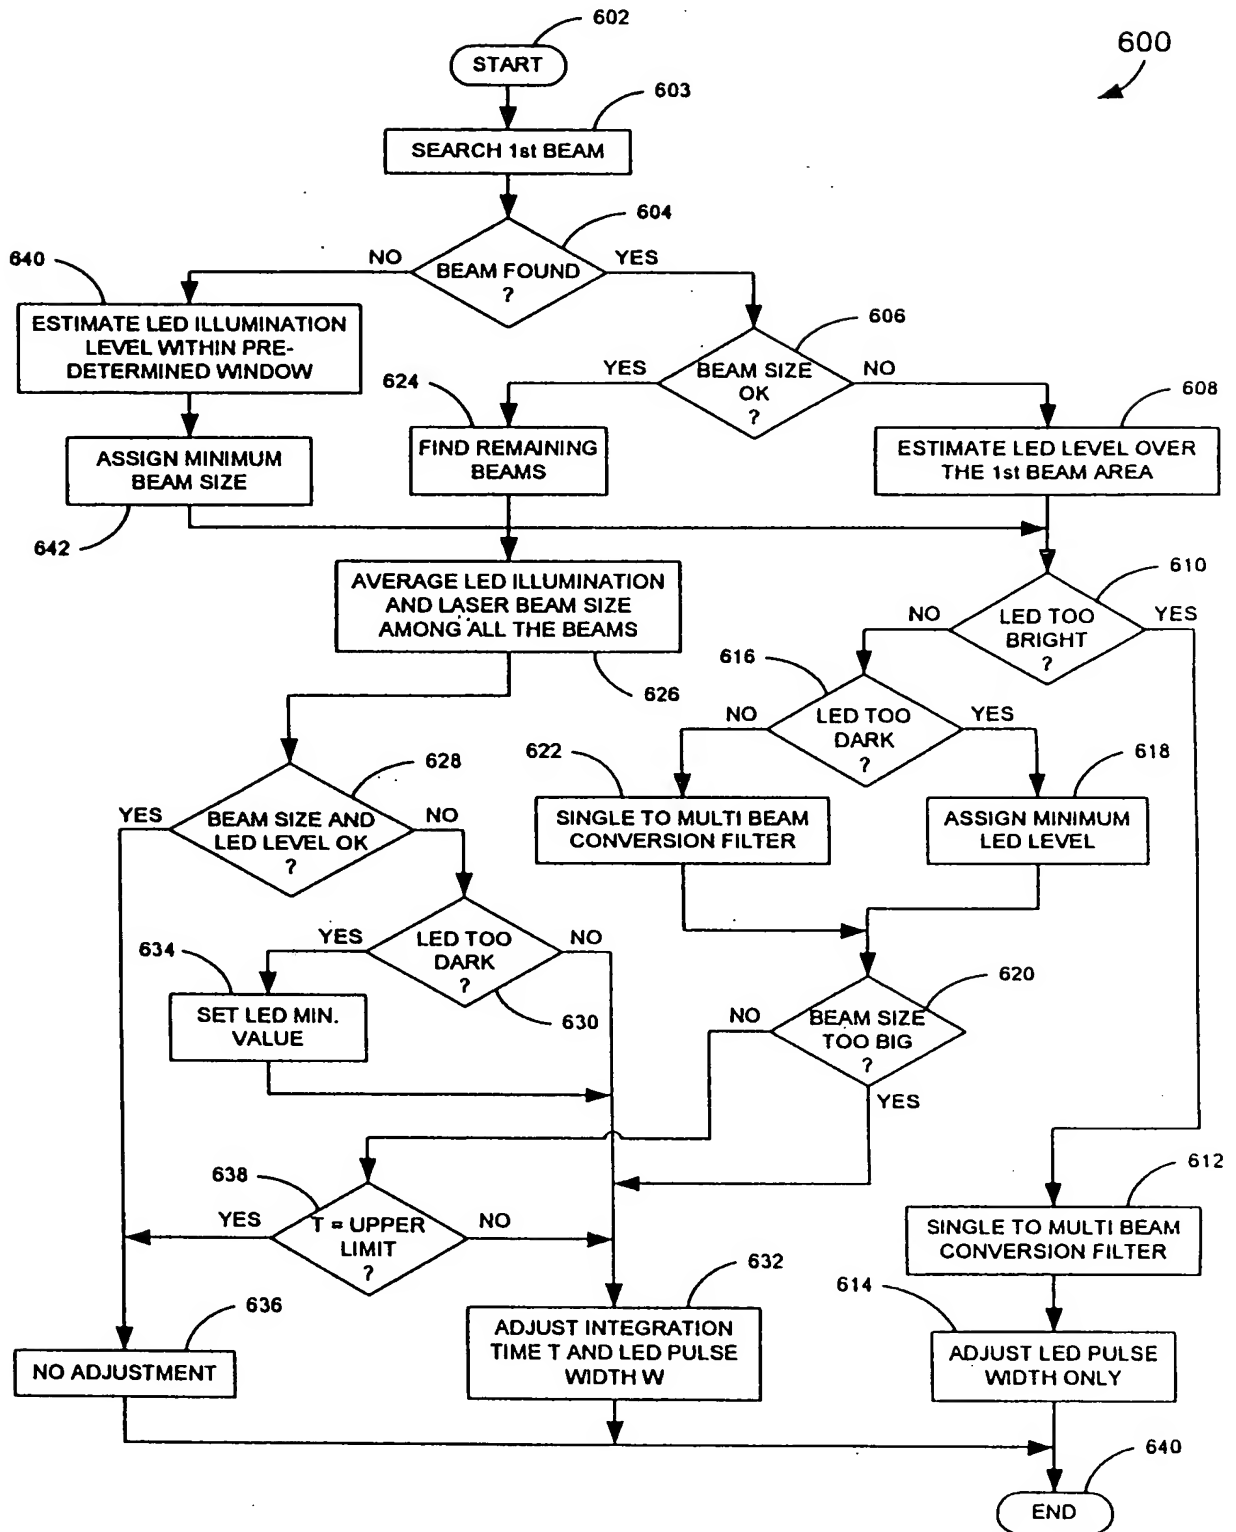 602
600
START
603
SEARCH 1st BEAM
604
NO
YES
640
BEAM FOUND
?
ESTIMATE LED ILLUMINATION
LEVEL WITHIN PRE-
DETERMINED WINDOW
606
YES
NO
BEAM SIZE
OK
?
624
608
ASSIGN MINIMUM
BEAM SIZE
FIND REMAINING
BEAMS
ESTIMATE LED LEVEL OVER
THE 1st BEAM AREA
642
610
AVERAGE LED ILLUMINATION
AND LASER BEAM SIZE
AMONG ALL THE BEAMS
NO
YES
LED TOO
BRIGHT
?
616
626
NO
YES
LED TOO
DARK
?
628
622
618
YES
NO
BEAM SIZE AND
LED LEVEL OK
?
SINGLE TO MULTI BEAM
CONVERSION FILTER
ASSIGN MINIMUM
LED LEVEL
634
YES
NO
LED TOO
DARK
?
620
SET LED MIN.
VALUE
630
NO
BEAM SIZE
TOO BIG
?
YES
638
612
YES
NO
T = UPPER
LIMIT
?
SINGLE TO MULTI BEAM
CONVERSION FILTER
632
614
636
ADJUST INTEGRATION
TIME T AND LED PULSE
WIDTH W
NO ADJUSTMENT
ADJUST LED PULSE
WIDTH ONLY
640
END